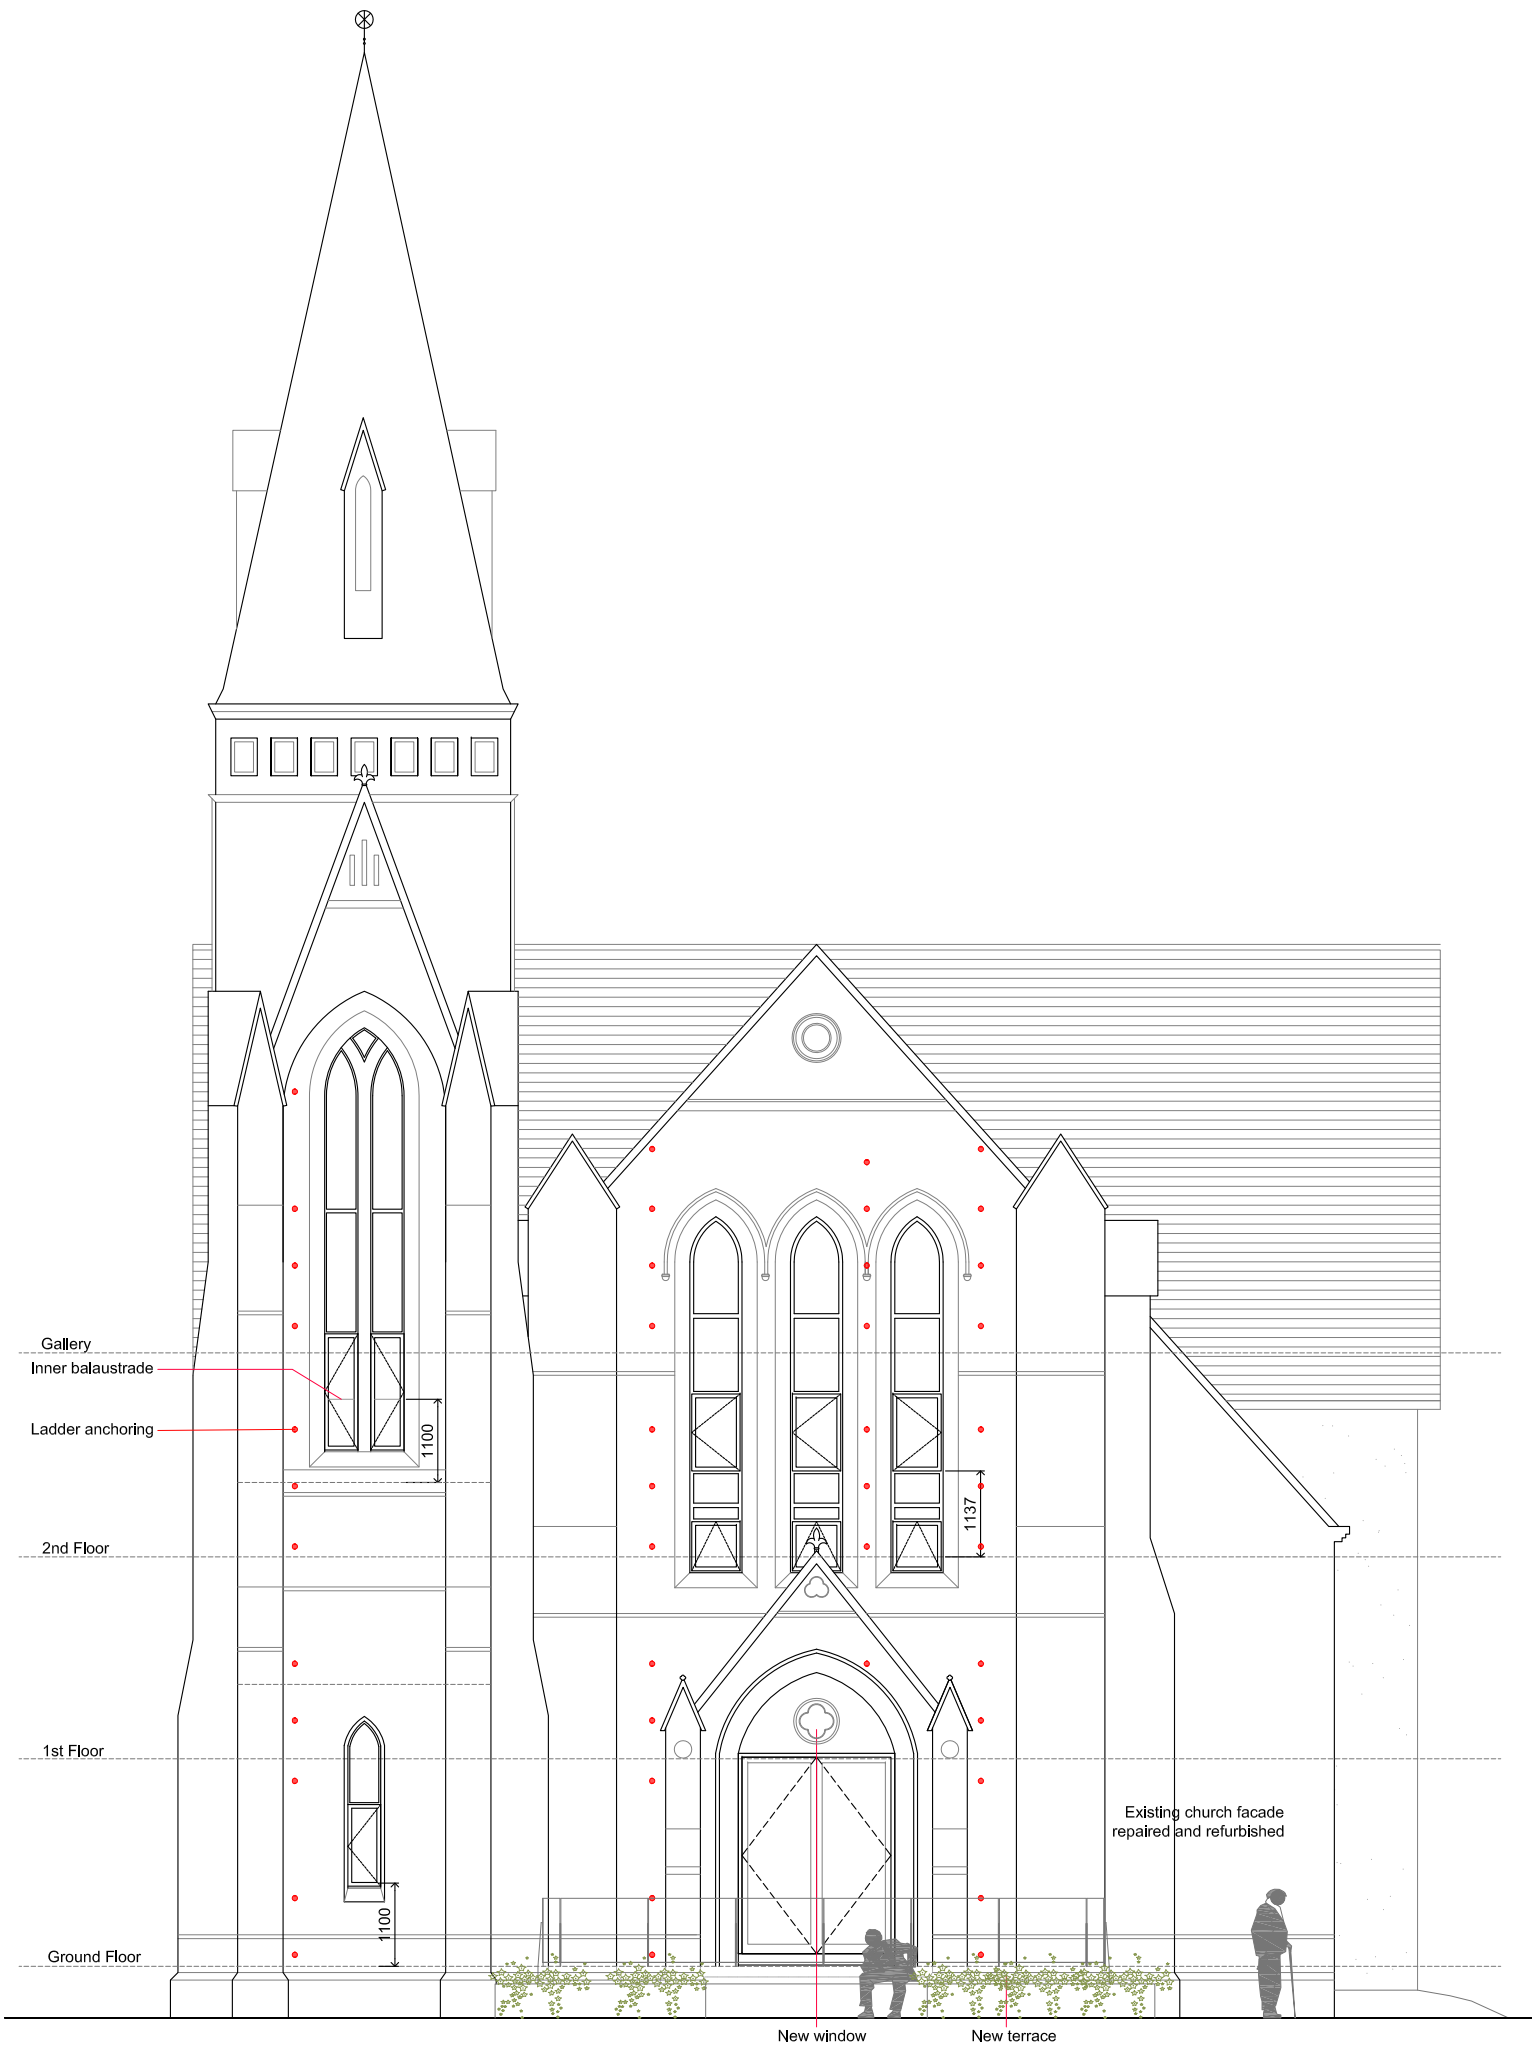 Gallery
Inner balaustrade
Ladder anchoring
1100
1137
2nd Floor
1st Floor
Existing church facade
repaired and refurbished
1100
Ground Floor
New window
New terrace